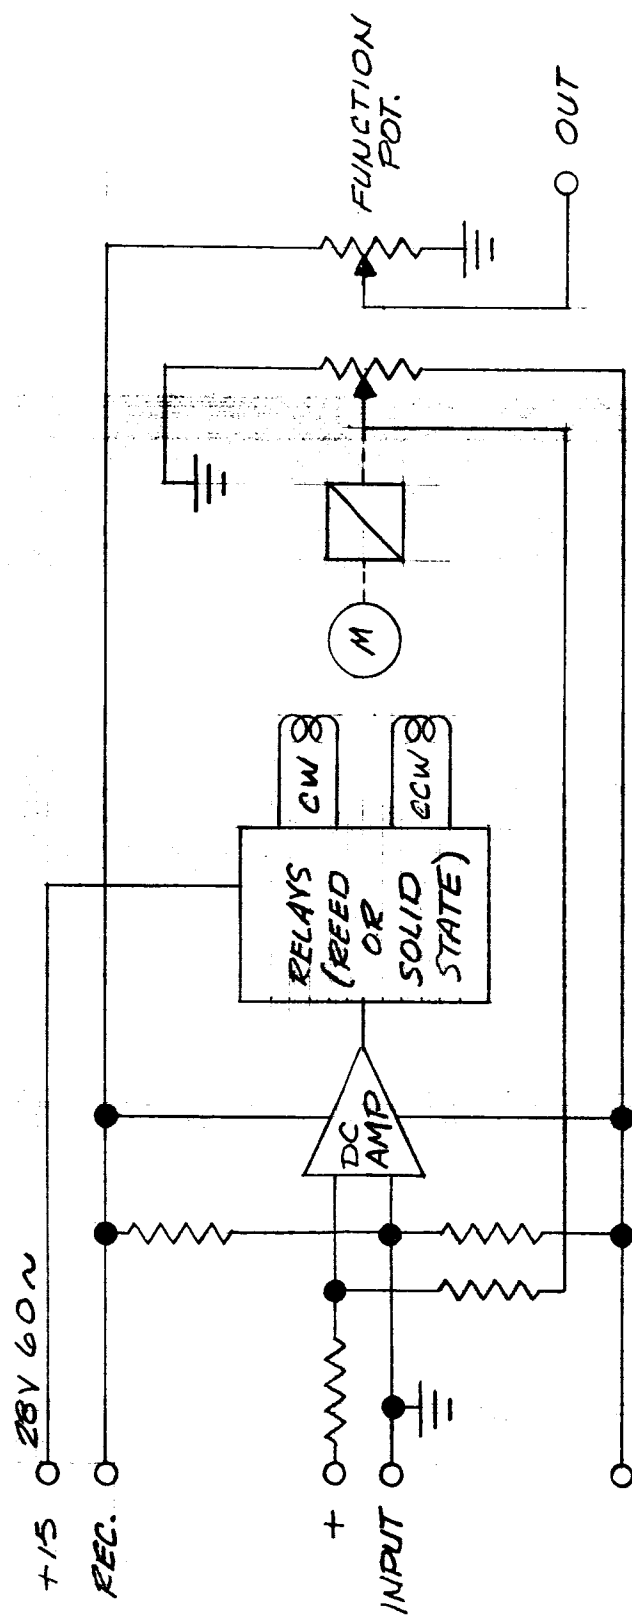 28V 60~
+15
REC.
+
INPUT
DC
AMP
RELAYS
(REED
OR
SOLID
STATE)
CW
CCW
M
FUNCTION
POT.
OUT